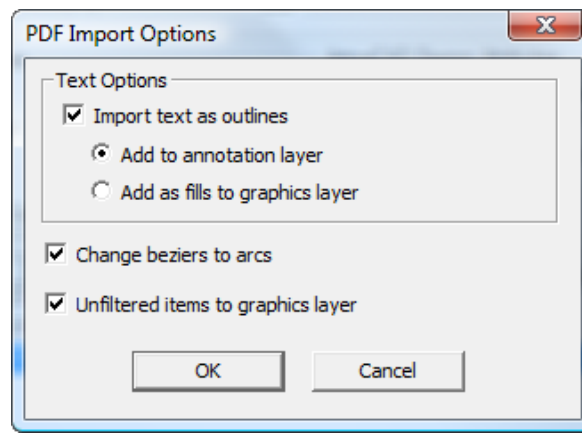 PDF Import Options
Text Options
Import text as outlines
Add to annotation layer
Add as fills to graphics layer
Change beziers to arcs
Unfiltered items to graphics layer
OK Cancel